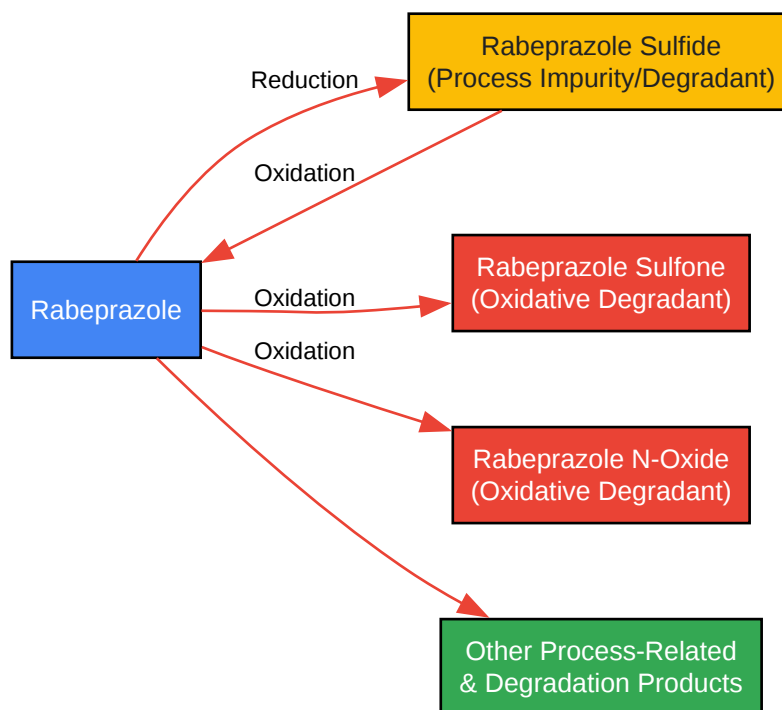 Rabeprazole Sulfide
(Process Impurity/Degradant)
Reduction
Oxidation
Rabeprazole Sulfone
(Oxidative Degradant)
Rabeprazole
Oxidation
Oxidation
Rabeprazole N-Oxide
(Oxidative Degradant)
Other Process-Related
& Degradation Products